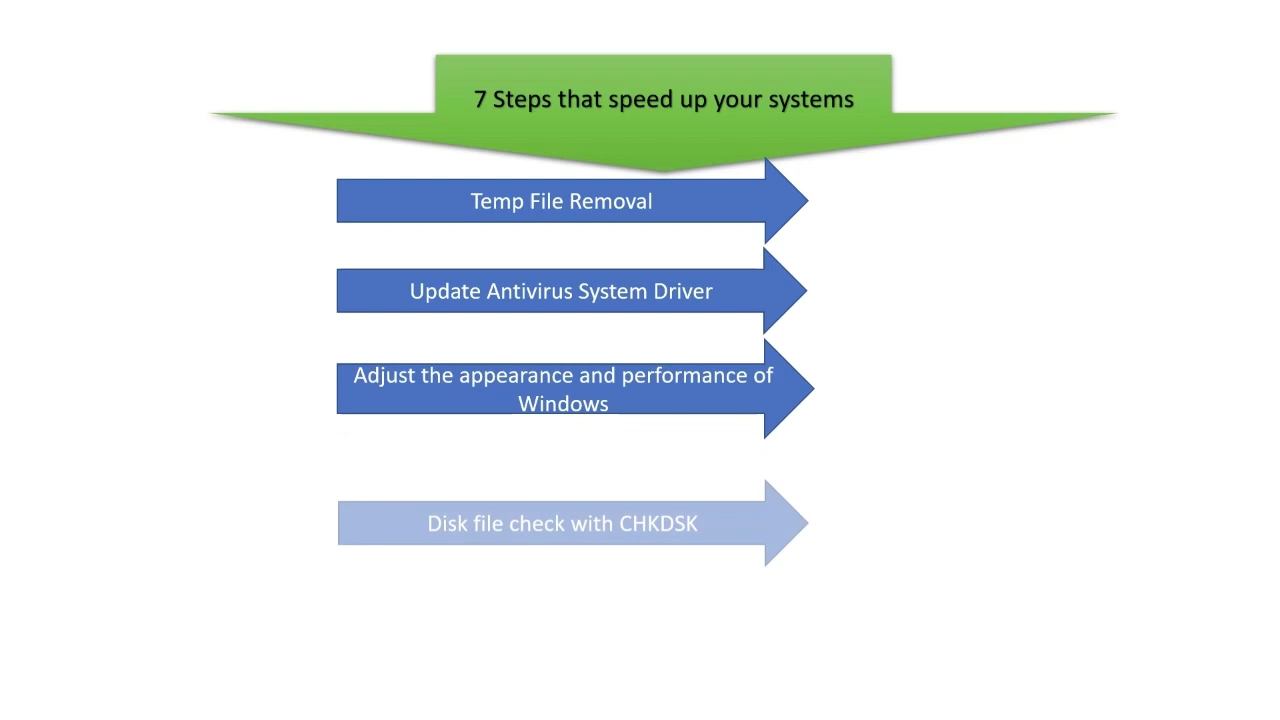 7 Steps that speed up your systems
Temp File Removal
Update Antivirus System Driver
Adjust the appearance and performance of
Windows
Disk file check with CHKDSK